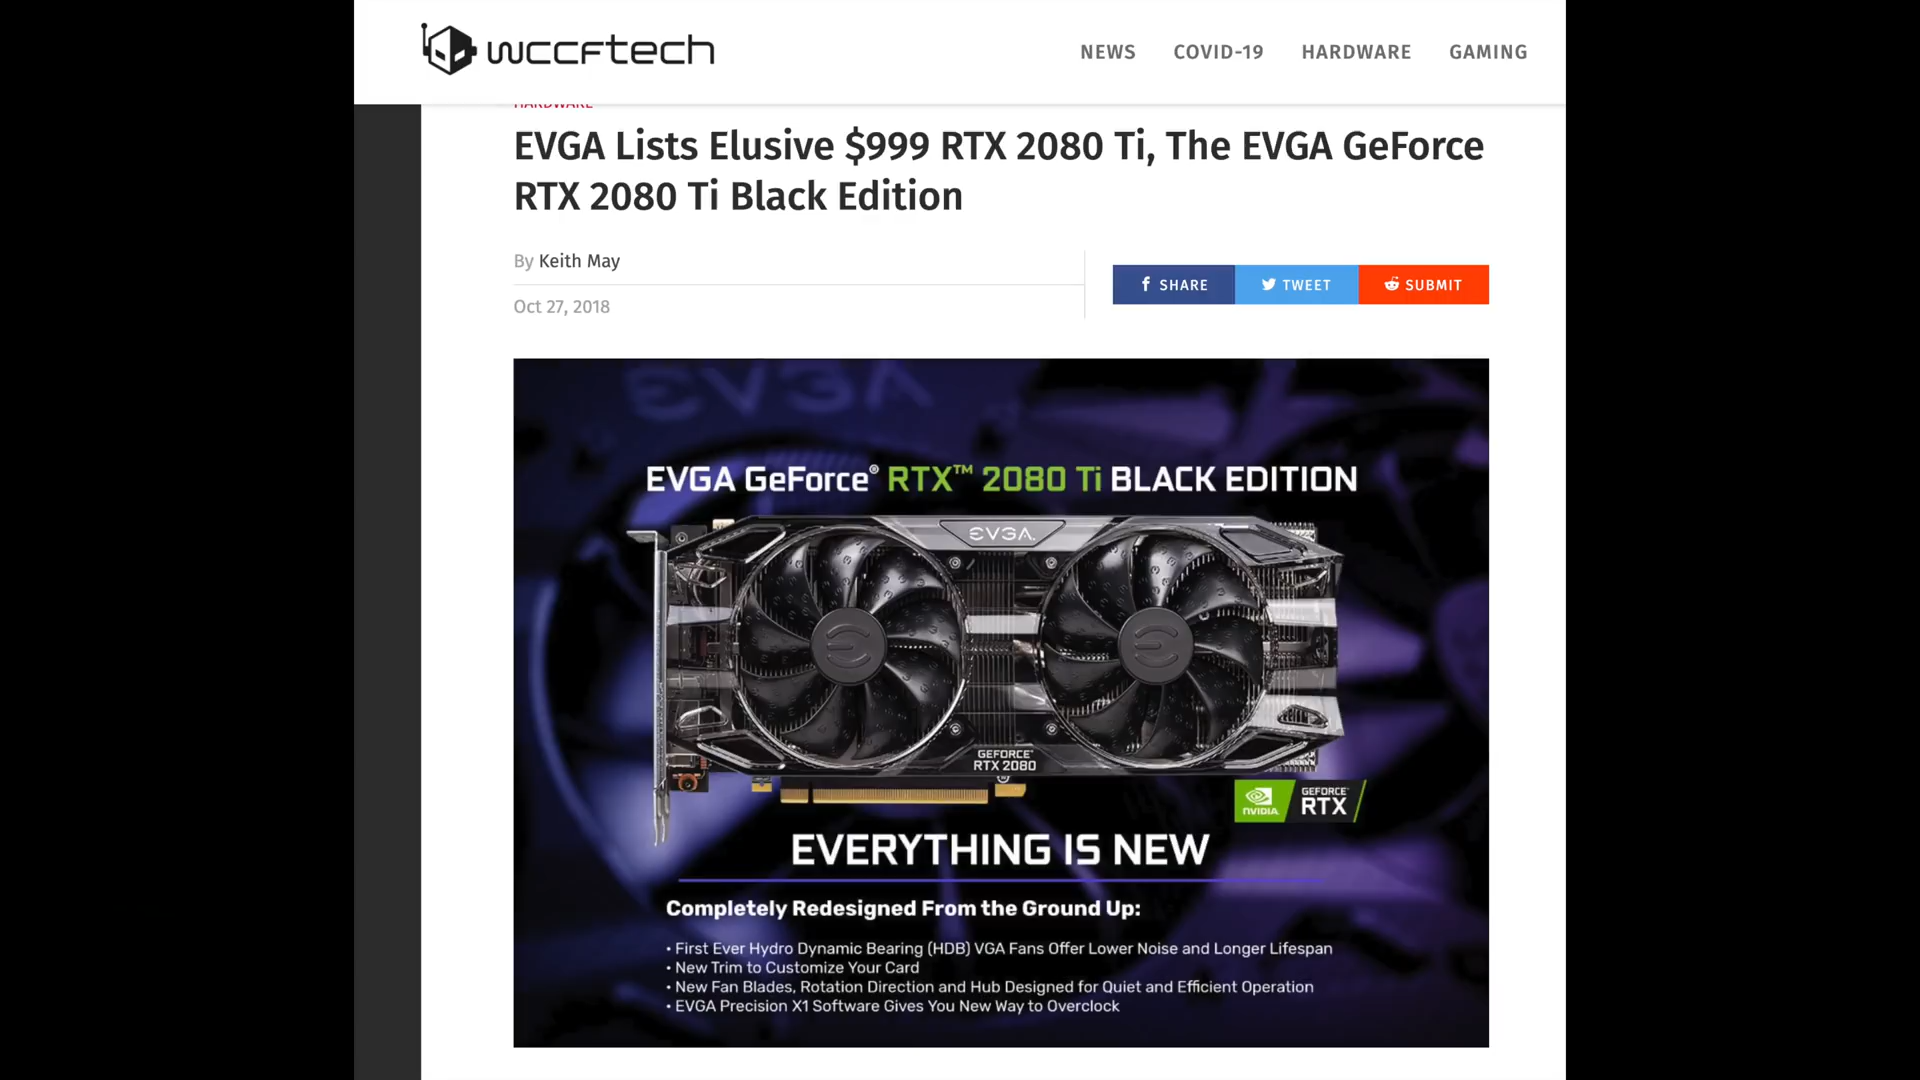 wccftech
NEWS COVID-19 HARDWARE GAMING
HARDWARE
EVGA Lists Elusive $999 RTX 2080 Ti, The EVGA GeForce
RTX 2080 Ti Black Edition
By Keith May
Oct 27, 2018
SHARE TWEET SUBMIT
EVGA
EVGA GeForce® RTX™ 2080 Ti BLACK EDITION
EVGA
GEFORCE
RTX 2080
NVIDIA GEFORCE
RTX
EVERYTHING IS NEW
Completely Redesigned From the Ground Up:
• First Ever Hydro Dynamic Bearing (HDB) VGA Fans Offer Lower Noise and Longer Lifespan
• New Trim to Customize Your Card
• New Fan Blades, Rotation Direction and Hub Designed for Quiet and Efficient Operation
• EVGA Precision X1 Software Gives You New Way to Overclock